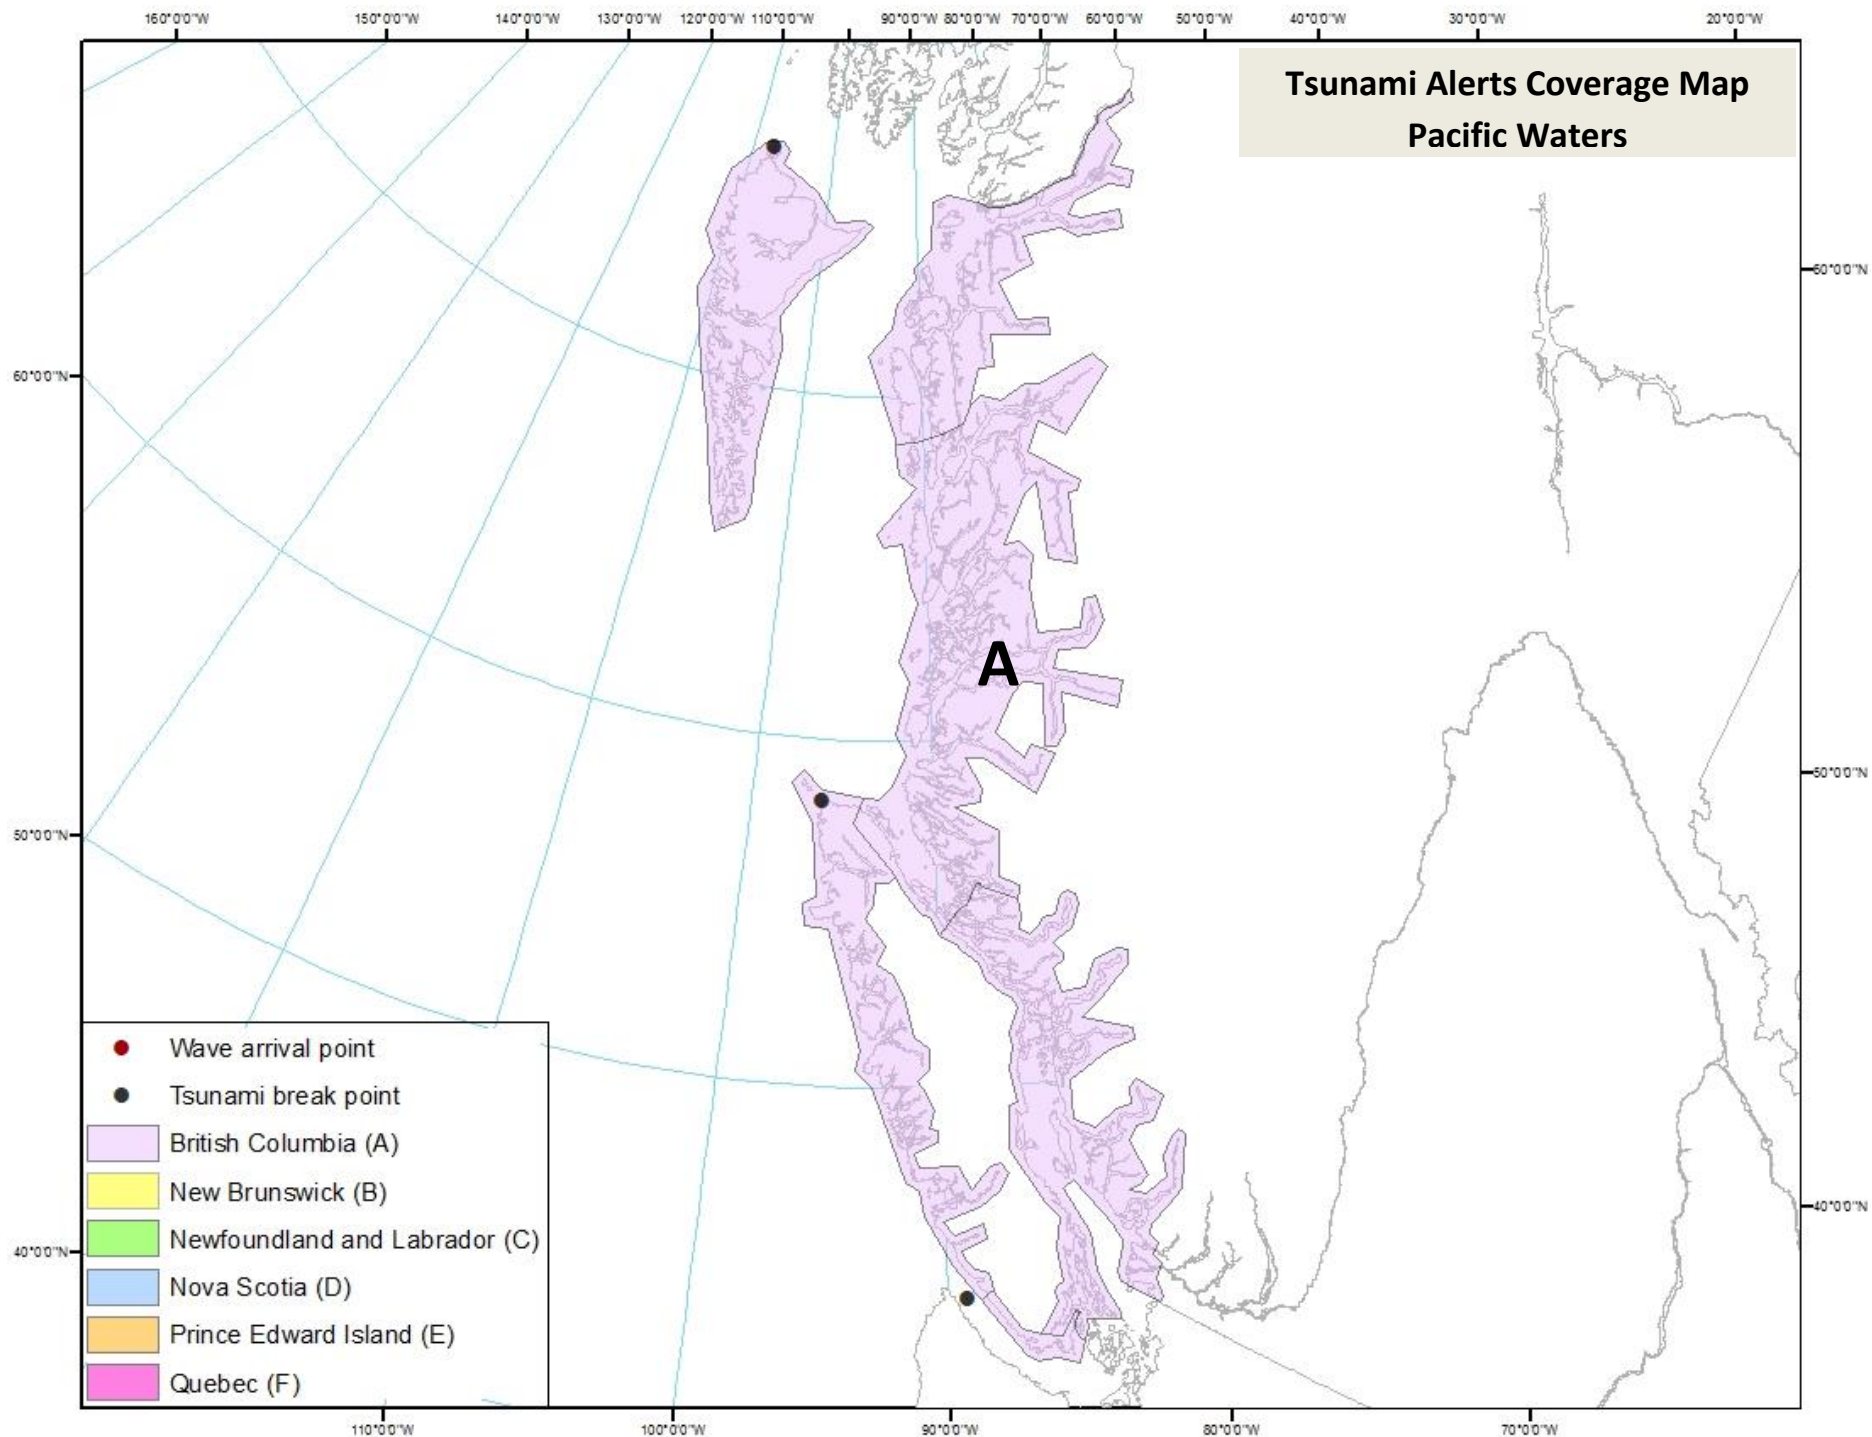 160°0'0"W 150°0'0"W 140°0'0"W 130°0'0"W 120°0'0"W 110°0'0"W 90°0'0"W 80°0'0"W 70°0'0"W 60°0'0"W 50°0'0"W 40°0'0"W 30°0'0"W 20°0'0"W
Tsunami Alerts Coverage Map
Pacific Waters
60°0'0"N
60°0'0"N
A
50°0'0"N
50°0'0"N
40°0'0"N
40°0'0"N
Wave arrival point
Tsunami break point
British Columbia (A)
New Brunswick (B)
Newfoundland and Labrador (C)
Nova Scotia (D)
Prince Edward Island (E)
Quebec (F)
110°0'0"W 100°0'0"W 90°0'0"W 80°0'0"W 70°0'0"W